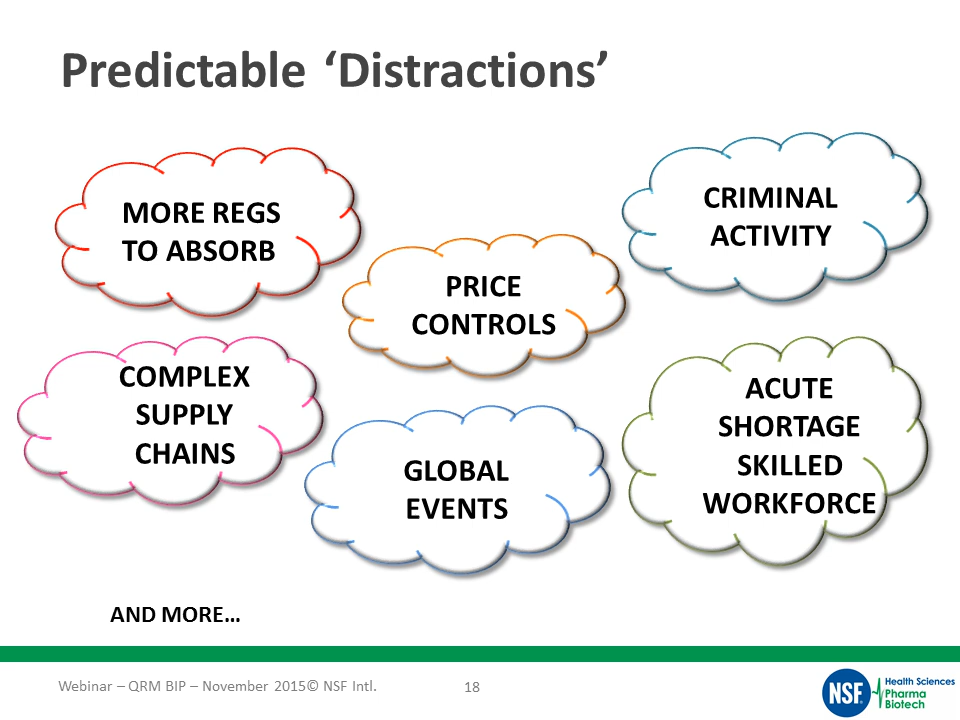 Predictable ‘Distractions’
MORE REGS
TO ABSORB
CRIMINAL
ACTIVITY
PRICE
CONTROLS
COMPLEX
SUPPLY
CHAINS
GLOBAL
EVENTS
ACUTE
SHORTAGE
SKILLED
WORKFORCE
AND MORE…
Webinar – QRM BIP – November 2015© NSF Intl.
18
NSF
Health Sciences
Pharma
Biotech